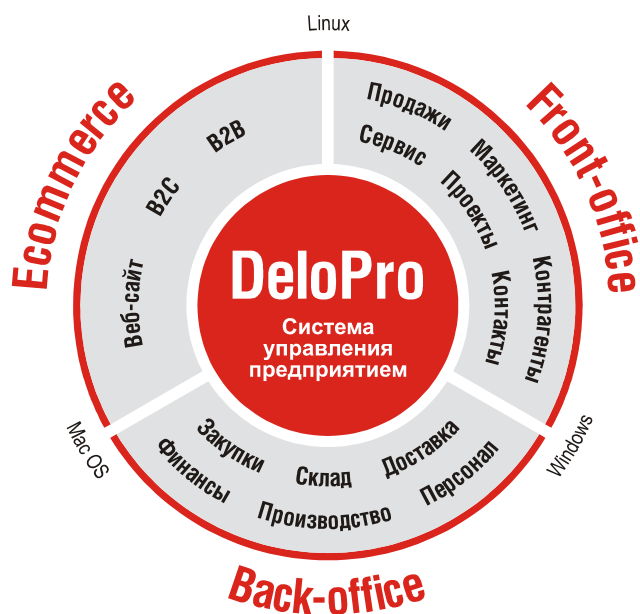 Linux
Ecommerce
B2B
B2C
Веб-сайт
Front-office
Продажи
Сервис
Маркетинг
Проекты
Контрагенты
Контакты
DeloPro
Система
управления
предприятием
Mac OS
Windows
Закупки
Склад
Доставка
Финансы
Производство
Персонал
Back-office